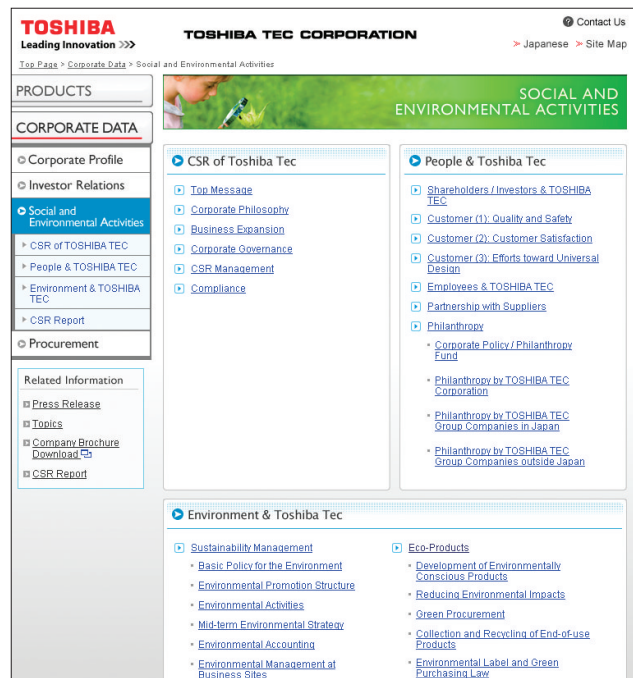 TOSHIBA
Leading Innovation >>>
TOSHIBA TEC CORPORATION
Contact Us
Japanese
Site Map
Top Page > Corporate Data > Social and Environmental Activities
PRODUCTS
CORPORATE DATA
Corporate Profile
Investor Relations
Social and
Environmental Activities
CSR of TOSHIBA TEC
People & TOSHIBA TEC
Environment & TOSHIBA
TEC
CSR Report
Procurement
Related Information
Press Release
Topics
Company Brochure
Download
CSR Report
SOCIAL AND
ENVIRONMENTAL ACTIVITIES
CSR of Toshiba Tec
Top Message
Corporate Philosophy
Business Expansion
Corporate Governance
CSR Management
Compliance
People & Toshiba Tec
Shareholders / Investors & TOSHIBA
TEC
Customer (1): Quality and Safety
Customer (2): Customer Satisfaction
Customer (3): Efforts toward Universal
Design
Employees & TOSHIBA TEC
Partnership with Suppliers
Philanthropy
Corporate Policy / Philanthropy
Fund
Philanthropy by TOSHIBA TEC
Corporation
Philanthropy by TOSHIBA TEC
Group Companies in Japan
Philanthropy by TOSHIBA TEC
Group Companies outside Japan
Environment & Toshiba Tec
Sustainability Management
Basic Policy for the Environment
Environmental Promotion Structure
Environmental Activities
Mid-term Environmental Strategy
Environmental Accounting
Environmental Management at
Business Sites
Eco-Products
Development of Environmentally
Conscious Products
Reducing Environmental Impacts
Green Procurement
Collection and Recycling of End-of-use
Products
Environmental Label and Green
Purchasing Law